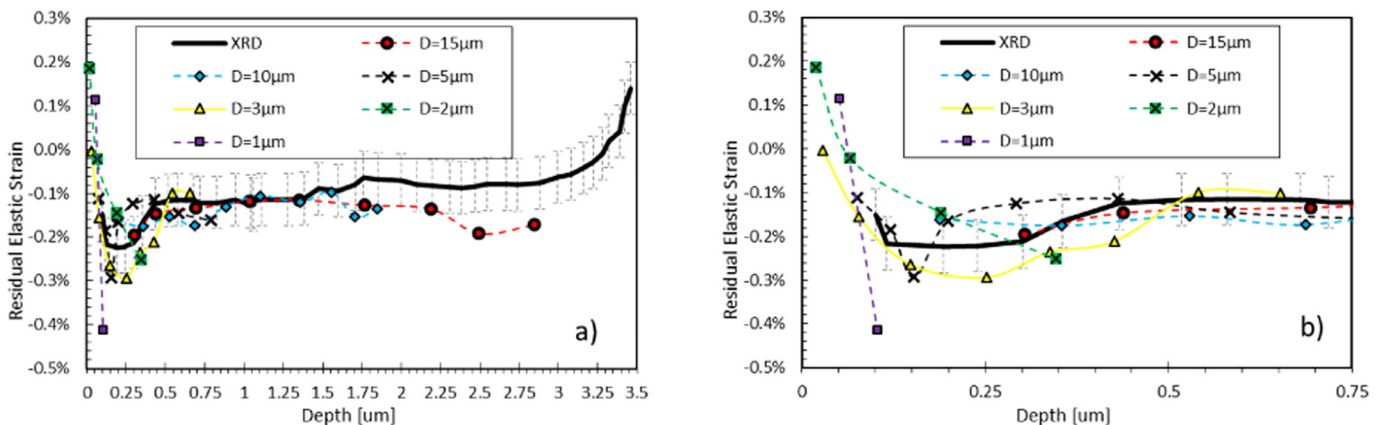 0.3%
0.2%
0.1%
0.0%
-0.1%
-0.2%
-0.3%
-0.4%
-0.5%
Residual Elastic Strain
XRD D=15µm
D=10µm D=5µm
D=3µm D=2µm
D=1µm
a)
0 0.25 0.5 0.75 1 1.25 1.5 1.75 2 2.25 2.5 2.75 3 3.25 3.5
Depth [um]
0.3%
0.2%
0.1%
0.0%
-0.1%
-0.2%
-0.3%
-0.4%
-0.5%
Residual Elastic Strain
XRD D=15µm
D=10µm D=5µm
D=3µm D=2µm
D=1µm
b)
0 0.25 0.5 0.75
Depth [um]